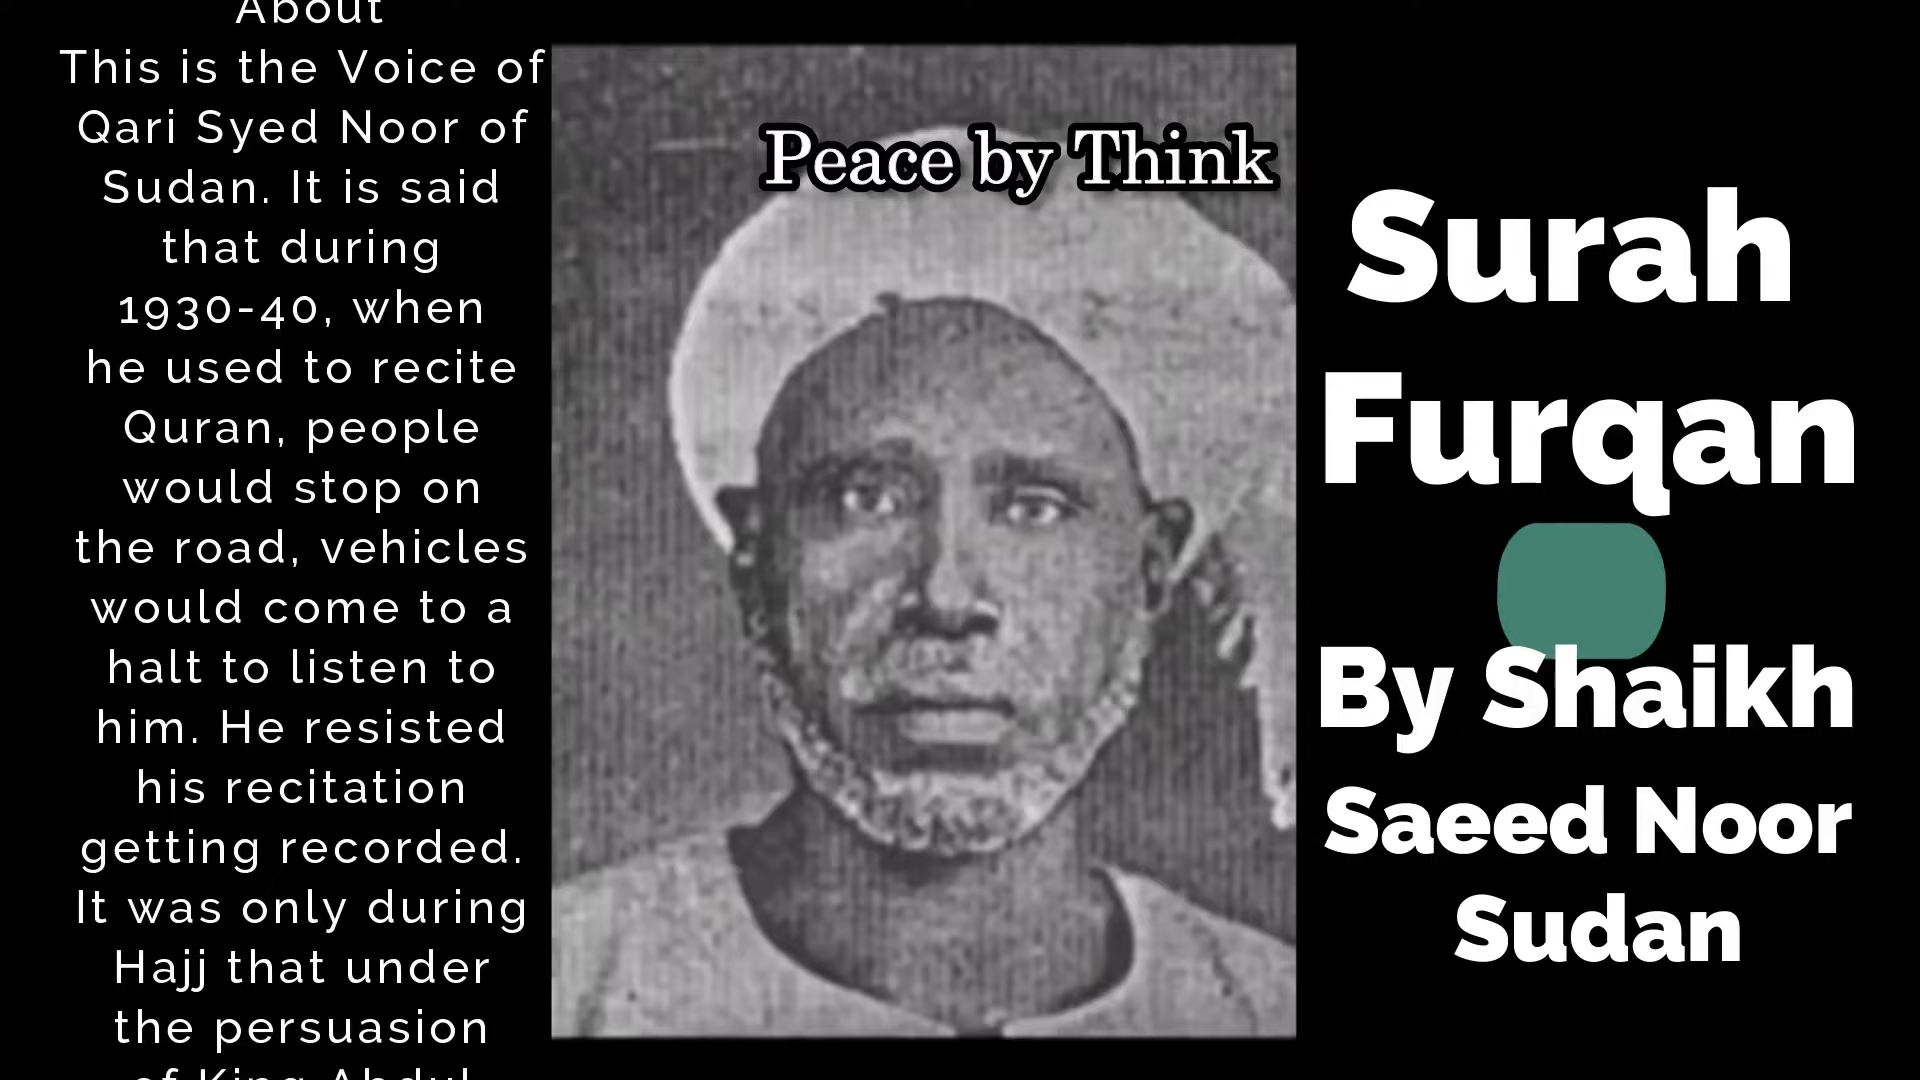 About
This is the Voice of
Qari Syed Noor of
Sudan. It is said
that during
1930-40, when
he used to recite
Quran, people
would stop on
the road, vehicles
would come to a
halt to listen to
him. He resisted
his recitation
getting recorded.
It was only during
Hajj that under
the persuasion
of King Abdul
Peace by Think
Surah
Furqan
By Shaikh
Saeed Noor
Sudan